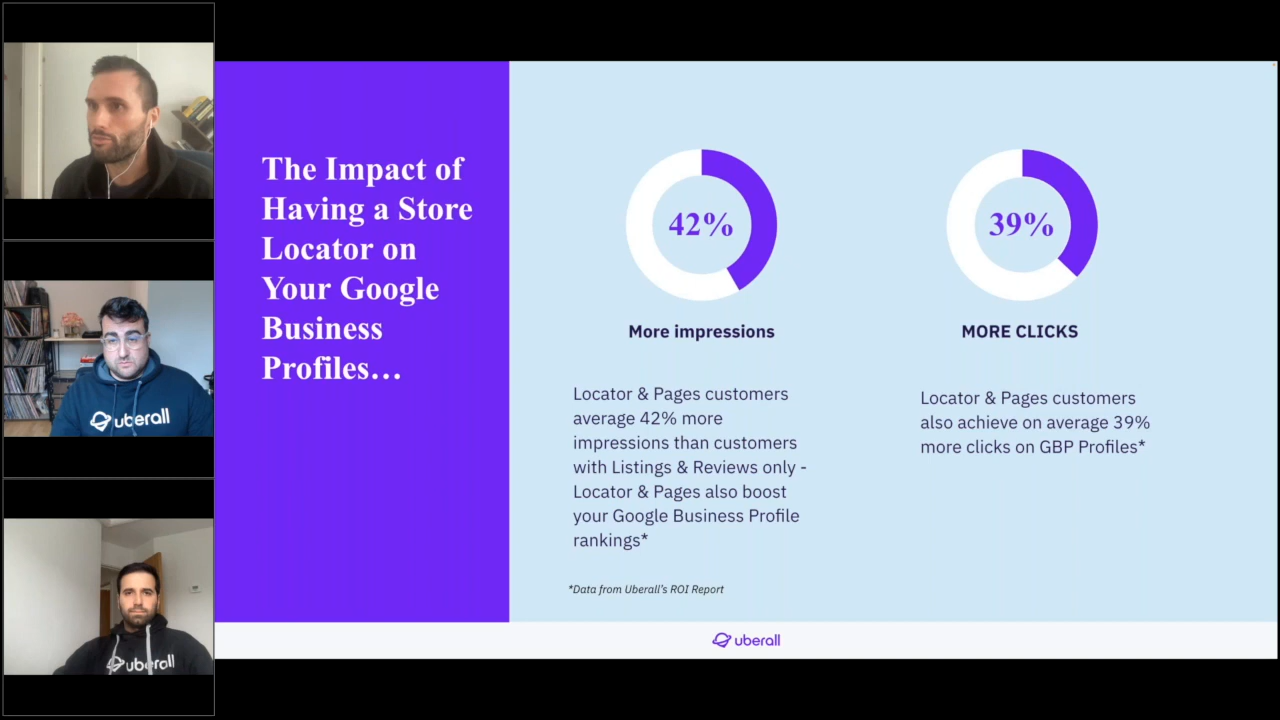 uberall
uberall
The Impact of
Having a Store
Locator on
Your Google
Business
Profiles…
42%
More impressions
Locator & Pages customers
average 42% more
impressions than customers
with Listings & Reviews only -
Locator & Pages also boost
your Google Business Profile
rankings*
39%
MORE CLICKS
Locator & Pages customers
also achieve on average 39%
more clicks on GBP Profiles*
*Data from Uberall's ROI Report
uberall